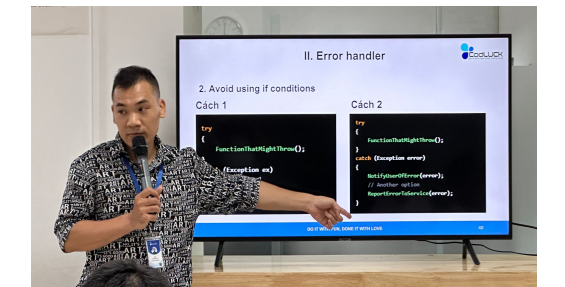 II. Error handler
CodLUCK
2. Avoid using if conditions
Cách 1
try
{
FunctionThatMightThrow();
}
(Exception ex)
Cách 2
try
{
FunctionThatMightThrow();
}
catch (Exception error)
{
NotifyUserOfError(error);
// Another option
ReportErrorToService(error);
}
DO IT WITH FUN, DONE IT WITH LOVE
ART